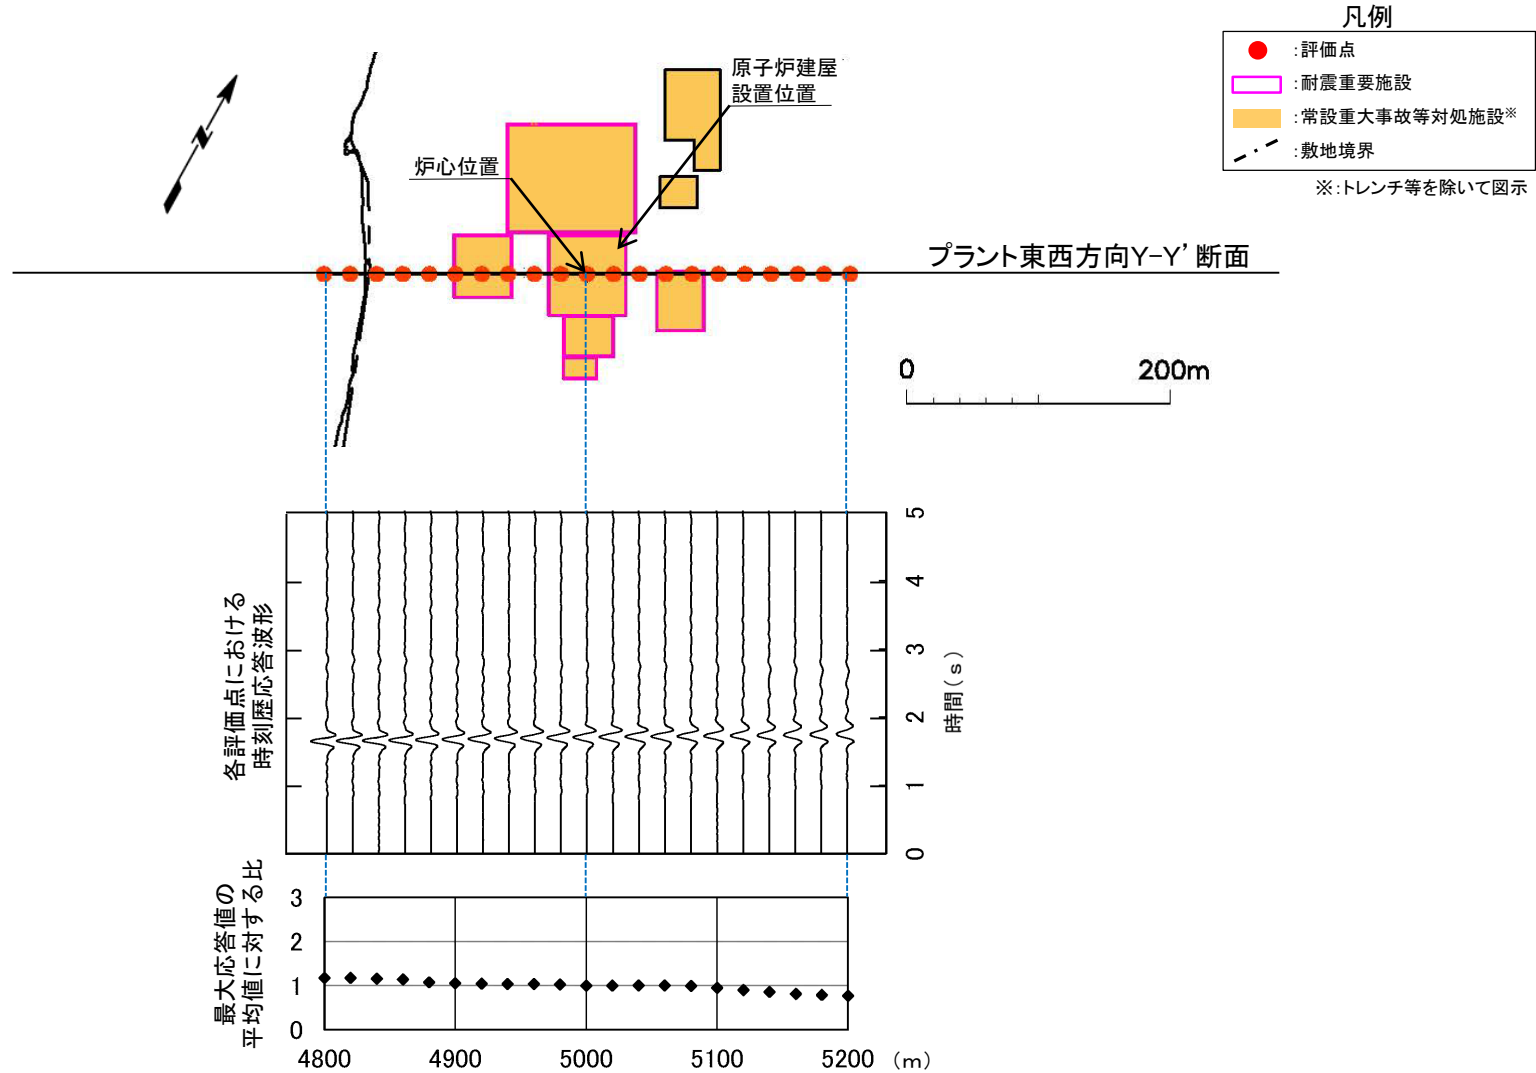 凡例
:評価点
:耐震重要施設
:常設重大事故等対処施設※
:敷地境界
※:トレンチ等を除いて図示
原子炉建屋
設置位置
炉心位置
N
プラント東西方向Y-Y’断面
0
200m
各評価点における
時刻歴応答波形
5
4
3
2
1
0
時間(s)
最大応答値の
平均値に対する比
3
2
1
0
4800
4900
5000
5100
5200
(m)